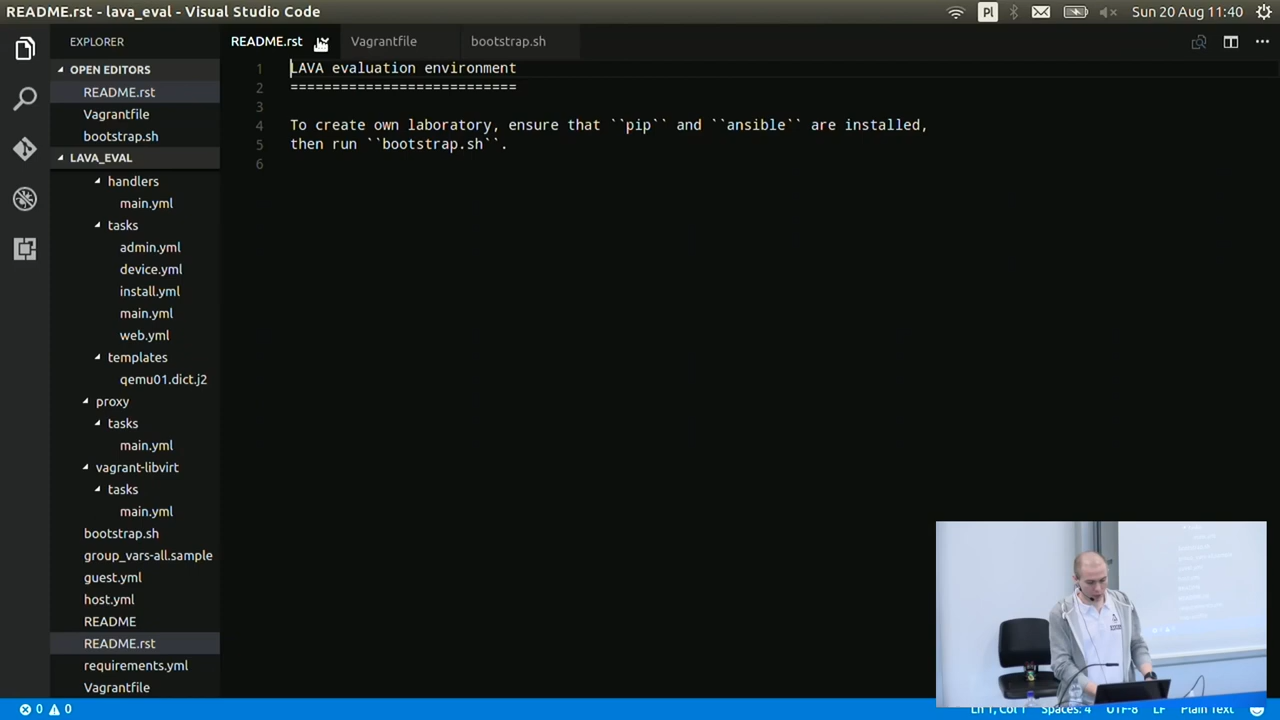 README.rst - lava_eval - Visual Studio Code
Pl
Sun 20 Aug 11:40
EXPLORER
README.rst
Vagrantfile
bootstrap.sh
OPEN EDITORS
README.rst
Vagrantfile
bootstrap.sh
LAVA_EVAL
handlers
main.yml
tasks
admin.yml
device.yml
install.yml
main.yml
web.yml
templates
qemu01.dict.j2
proxy
tasks
main.yml
vagrant-libvirt
tasks
main.yml
bootstrap.sh
group_vars-all.sample
guest.yml
host.yml
README
README.rst
requirements.yml
Vagrantfile
1 LAVA evaluation environment
2 ===========================
3
4 To create own laboratory, ensure that ``pip`` and ``ansible`` are installed,
5 then run ``bootstrap.sh``.
6
0 0
Ln 1, Col 1 Spaces: 4 UTF-8 LF Plain Text